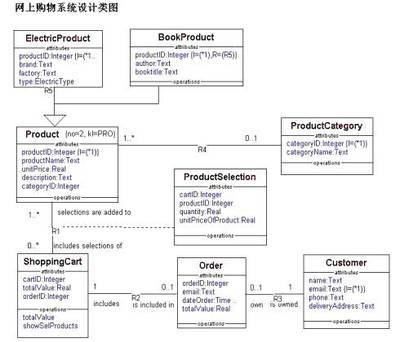 网上购物系统设计类图
ElectricProduct
attributes
productID:Integer {I=(*1..
brand:Text
factory:Text
type:ElectricType
operations
BookProduct
attributes
productID:Integer {I=(*1),R=(R5)}
author:Text
booktitle:Text
operations
R5
Product (no=2, kl=PRO)
attributes
productID:Integer {I=(*1)}
productName:Text
unitPrice:Real
description:Text
categoryID:Integer
operations
1..*
R4
0..1
ProductCategory
attributes
categoryID:Integer {I=(*1)}
categoryName:Text
operations
ProductSelection
attributes
cartID:Integer
productID:Integer
quantity:Real
unitPriceOfProduct:Real
operations
1..*
selections are added to
R1
0..*
includes selections of
ShoppingCart
attributes
cartID:Integer
totalValue:Real
orderID:Integer
operations
totalValue
showSelProducts
1
includes
R2
0..1
is included in
Order
attributes
orderID:Integer
email:Text
dateOrder:Time ..
totalValue:Real
operations
0..*
own
R3
1
is owned
Customer
attributes
name:Text
email:Text {I=(*1)}
phone:Text
deliveryAddress:Text
operations